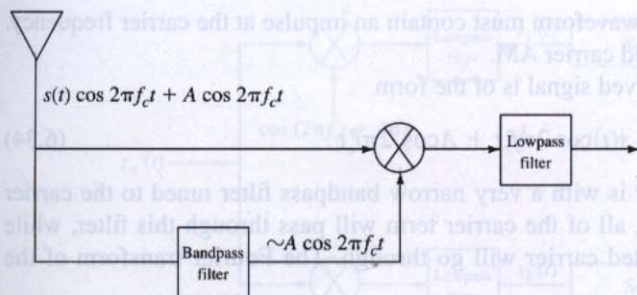 waveform must contain an impulse at the carrier frequency.
ed carrier AM.
ved signal is of the form
s(t) cos 2πf_ct + A cos 2πf_ct
(6.34)
Lowpass
filter
r is with a very narrow bandpass filter tuned to the carrier
, all of the carrier term will pass through this filter, while
Bandpass
filter
~A cos 2πf_ct
ted carrier will go through. The Fourier transform of the